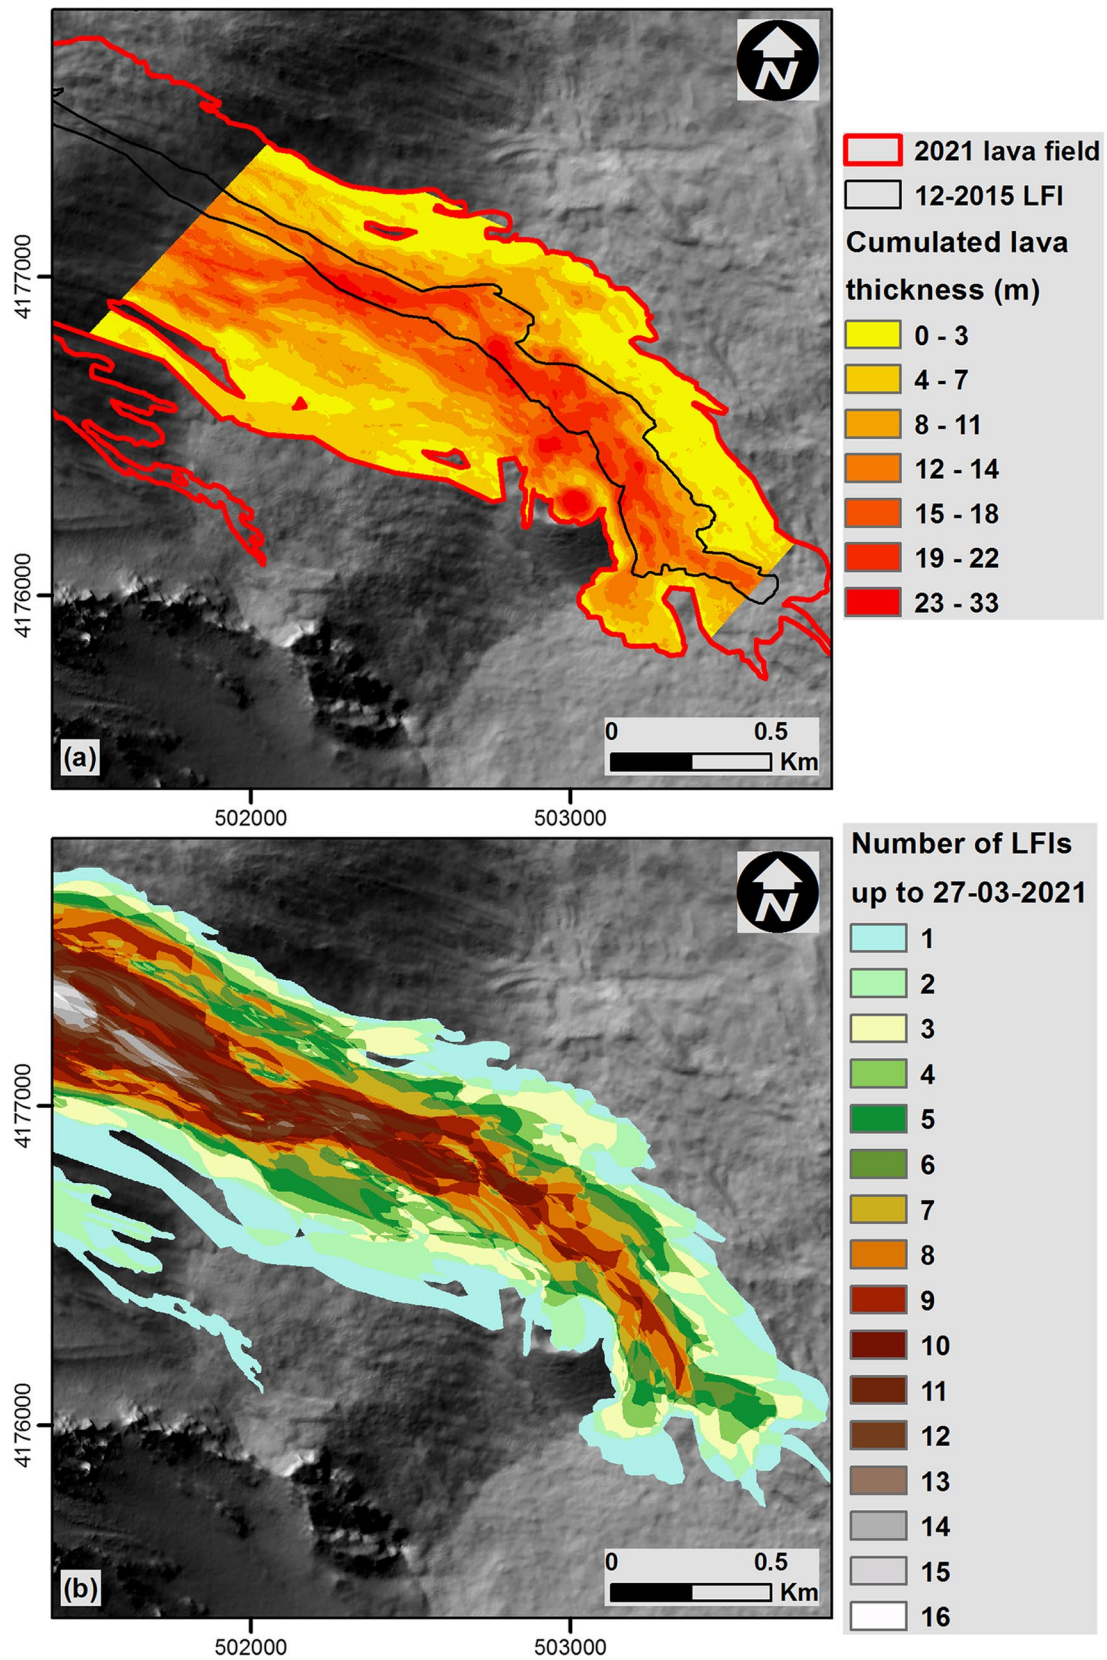 N
2021 lava field
12-2015 LFI
Cumulated lava
thickness (m)
0 - 3
4 - 7
8 - 11
12 - 14
15 - 18
19 - 22
23 - 33
4177000
4176000
0 0.5
Km
(a)
502000 503000
Number of LFIs
up to 27-03-2021
N
1
2
3
4
5
6
7
8
9
10
11
12
13
14
15
16
4177000
4176000
0 0.5
Km
(b)
502000 503000